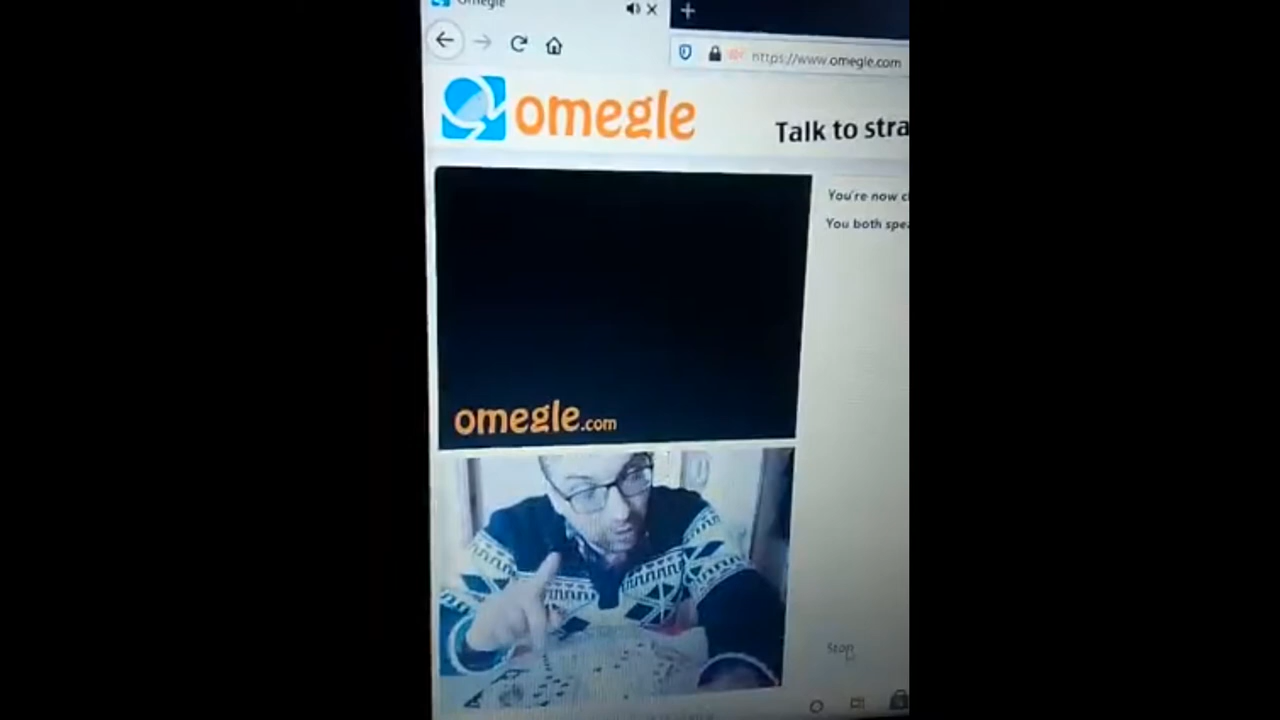 Omegle
https://www.omegle.com
omegle
Talk to stra
You're now c
You both spea
omegle.com
Stop